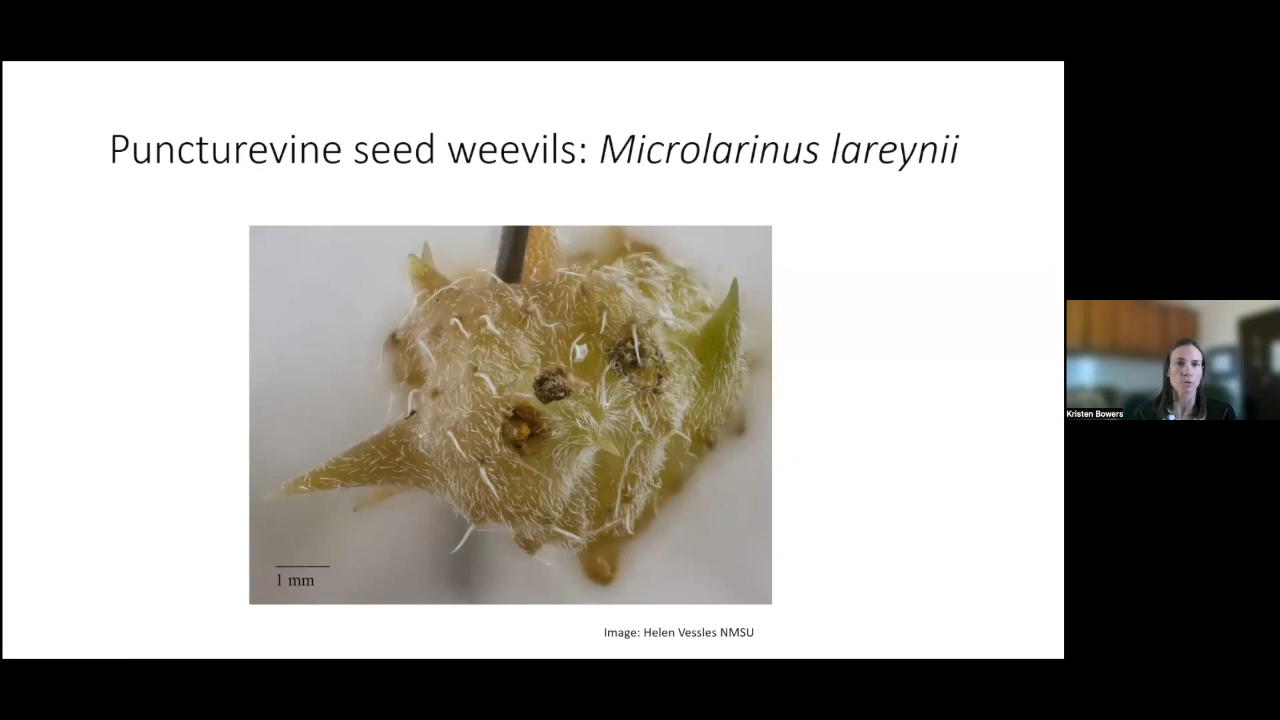 Puncturevine seed weevils: Microlarinus lareynii
1 mm
Image: Helen Vessles NMSU
Kristen Bowers